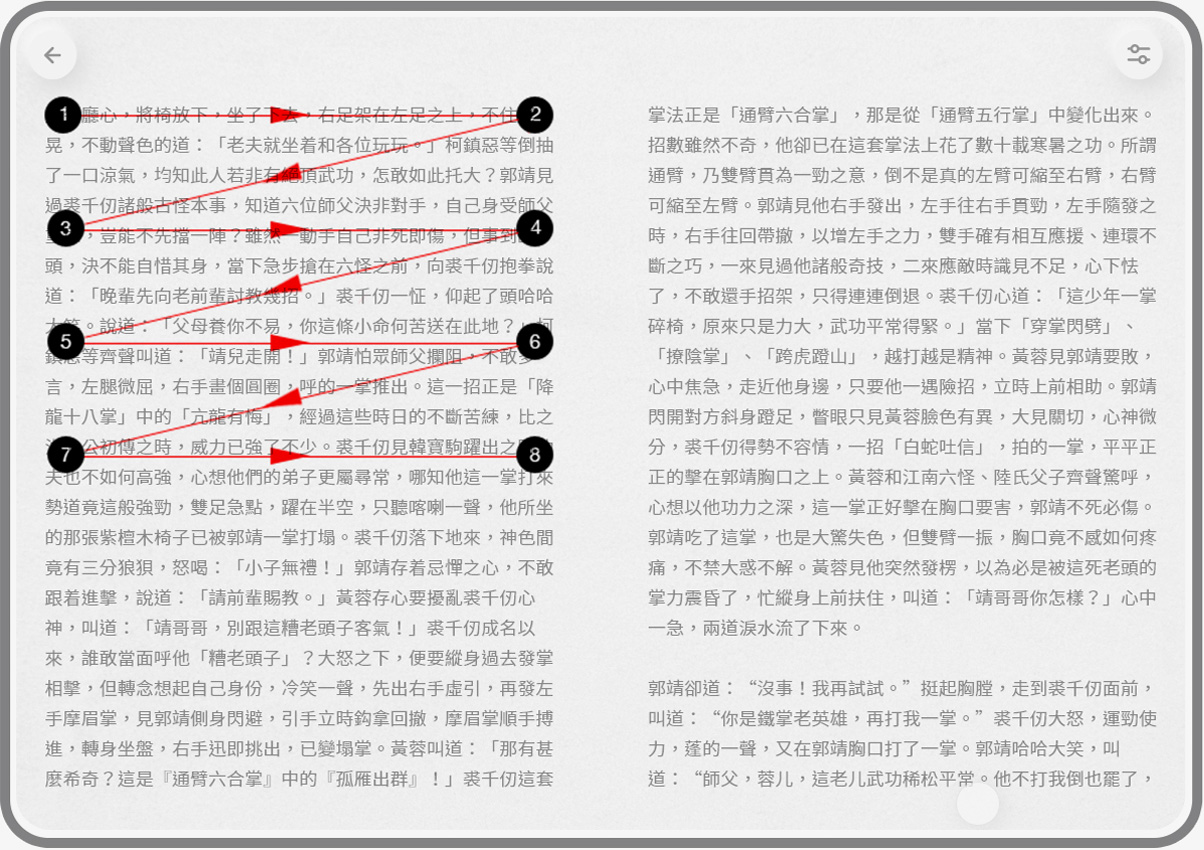 1 廳心，將椅放下，坐了下去，右足架在左足之上，不住 2
晃，不動聲色的道：「老夫就坐着和各位玩玩。」柯鎮惡等倒抽
了一口涼氣，均知此人若非有絕頂武功，怎敢如此托大？郭靖見
過裘千仞諸般古怪本事，知道六位師父決非對手，自己身受師父
3 ，豈能不先擋一陣？雖然一動手自己非死即傷，但事到 4
頭，決不能自惜其身，當下急步搶在六怪之前，向裘千仞抱拳說
道：「晚輩先向老前輩討教幾招。」裘千仞一怔，仰起了頭哈哈
大笑。說道：「父母養你不易，你這條小命何苦送在此地？」柯
5 6
鎮惡等齊聲叫道：「靖兒走開！」郭靖怕眾師父攔阻，不敢多
言，左腿微屈，右手畫個圓圈，呼的一掌推出。這一招正是「降
龍十八掌」中的「亢龍有悔」，經過這些時日的不斷苦練，比之
公初傳之時，威力已強了不少。裘千仞見韓寶駒躍出之
7 8
夫也不如何高強，心想他們的弟子更屬尋常，哪知他這一掌打來
勢道竟這般強勁，雙足急點，躍在半空，只聽喀喇一聲，他所坐
的那張紫檀木椅子已被郭靖一掌打塌。裘千仞落下地來，神色間
竟有三分狼狽，怒喝：「小子無禮！」郭靖存着忌憚之心，不敢
跟着進擊，說道：「請前輩賜教。」黃蓉存心要擾亂裘千仞心
神，叫道：「靖哥哥，別跟這糟老頭子客氣！」裘千仞成名以
來，誰敢當面呼他「糟老頭子」？大怒之下，便要縱身過去發掌
相擊，但轉念想起自己身份，冷笑一聲，先出右手虛引，再發左
手摩眉掌，見郭靖側身閃避，引手立時鈎拿回撤，摩眉掌順手搏
進，轉身坐盤，右手迅即挑出，已變塌掌。黃蓉叫道：「那有甚
麼希奇？這是『通臂六合掌』中的『孤雁出群』！」裘千仞這套
掌法正是「通臂六合掌」，那是從「通臂五行掌」中變化出來。
招數雖然不奇，他卻已在這套掌法上花了數十載寒暑之功。所謂
通臂，乃雙臂貫為一勁之意，倒不是真的左臂可縮至右臂，右臂
可縮至左臂。郭靖見他右手發出，左手往右手貫勁，左手隨發之
時，右手往回帶撤，以增左手之力，雙手確有相互應援、連環不
斷之巧，一來見過他諸般奇技，二來應敵時識見不足，心下怯
了，不敢還手招架，只得連連倒退。裘千仞心道：「這少年一掌
碎椅，原來只是力大，武功平常得緊。」當下「穿掌閃劈」、
「撩陰掌」、「跨虎蹬山」，越打越是精神。黃蓉見郭靖要敗，
心中焦急，走近他身邊，只要他一遇險招，立時上前相助。郭靖
閃開對方斜身蹬足，瞥眼只見黃蓉臉色有異，大見關切，心神微
分，裘千仞得勢不容情，一招「白蛇吐信」，拍的一掌，平平正
正的擊在郭靖胸口之上。黃蓉和江南六怪、陸氏父子齊聲驚呼，
心想以他功力之深，這一掌正好擊在胸口要害，郭靖不死必傷。
郭靖吃了這掌，也是大驚失色，但雙臂一振，胸口竟不感如何疼
痛，不禁大惑不解。黃蓉見他突然發楞，以為必是被這死老頭的
掌力震昏了，忙縱身上前扶住，叫道：「靖哥哥你怎樣？」心中
一急，兩道淚水流了下來。
郭靖卻道：“沒事！我再試試。”挺起胸膛，走到裘千仞面前，
叫道：“你是鐵掌老英雄，再打我一掌。”裘千仞大怒，運勁使
力，蓬的一聲，又在郭靖胸口打了一掌。郭靖哈哈大笑，叫
道：“師父，蓉儿，這老儿武功稀松平常。他不打我倒也罷了，